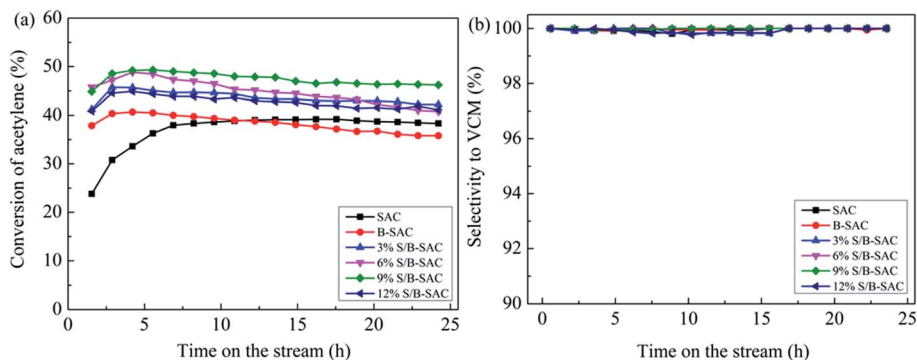 (a)
Conversion of acetylene (%)
60
50
40
30
20
10
0
SAC
B-SAC
3% S/B-SAC
6% S/B-SAC
9% S/B-SAC
12% S/B-SAC
0 5 10 15 20 25
Time on the stream (h)
(b)
Selectivity to VCM (%)
100
98
96
94
92
90
SAC
B-SAC
3% S/B-SAC
6% S/B-SAC
9% S/B-SAC
12% S/B-SAC
0 5 10 15 20 25
Time on the stream (h)